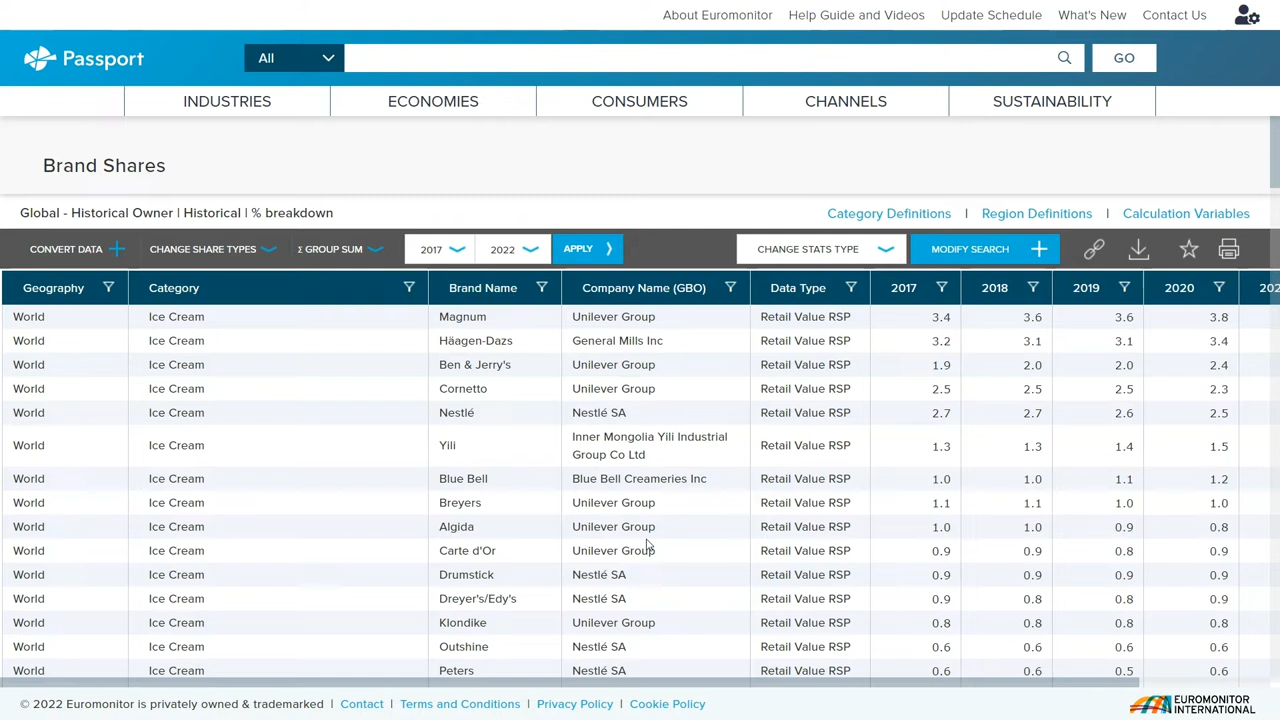 About Euromonitor Help Guide and Videos Update Schedule What's New Contact Us
Passport All GO
INDUSTRIES ECONOMIES CONSUMERS CHANNELS SUSTAINABILITY
Brand Shares
Global - Historical Owner | Historical | % breakdown Category Definitions | Region Definitions | Calculation Variables
CONVERT DATA CHANGE SHARE TYPES Σ GROUP SUM 2017 2022 APPLY CHANGE STATS TYPE MODIFY SEARCH
Geography Category Brand Name Company Name (GBO) Data Type 2017 2018 2019 2020 202
World Ice Cream Magnum Unilever Group Retail Value RSP 3.4 3.6 3.6 3.8
World Ice Cream Häagen-Dazs General Mills Inc Retail Value RSP 3.2 3.1 3.1 3.4
World Ice Cream Ben & Jerry's Unilever Group Retail Value RSP 1.9 2.0 2.0 2.4
World Ice Cream Cornetto Unilever Group Retail Value RSP 2.5 2.5 2.5 2.3
World Ice Cream Nestlé Nestlé SA Retail Value RSP 2.7 2.7 2.6 2.5
World Ice Cream Yili Inner Mongolia Yili Industrial Group Co Ltd Retail Value RSP 1.3 1.3 1.4 1.5
World Ice Cream Blue Bell Blue Bell Creameries Inc Retail Value RSP 1.0 1.0 1.1 1.2
World Ice Cream Breyers Unilever Group Retail Value RSP 1.1 1.1 1.0 1.0
World Ice Cream Algida Unilever Group Retail Value RSP 1.0 1.0 0.9 0.8
World Ice Cream Carte d'Or Unilever Group Retail Value RSP 0.9 0.9 0.8 0.9
World Ice Cream Drumstick Nestlé SA Retail Value RSP 0.9 0.9 0.9 0.9
World Ice Cream Dreyer's/Edy's Nestlé SA Retail Value RSP 0.9 0.8 0.8 0.9
World Ice Cream Klondike Unilever Group Retail Value RSP 0.8 0.8 0.8 0.8
World Ice Cream Outshine Nestlé SA Retail Value RSP 0.6 0.6 0.6 0.6
World Ice Cream Peters Nestlé SA Retail Value RSP 0.6 0.6 0.5 0.6
© 2022 Euromonitor is privately owned & trademarked | Contact | Terms and Conditions | Privacy Policy | Cookie Policy
EUROMONITOR
INTERNATIONAL